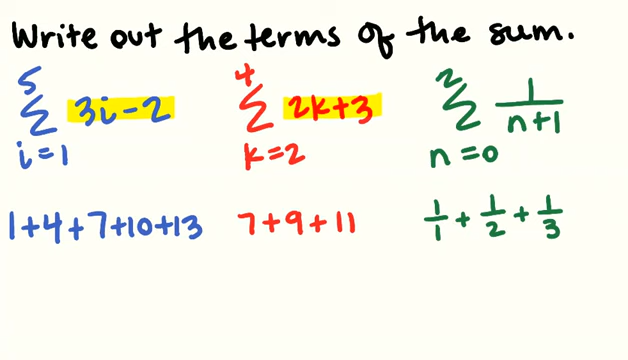 Write out the terms of the sum.
5 4 2
∑ 3i-2 ∑ 2k+3 ∑ 1/(n+1)
i=1 k=2 n=0
1+4+7+10+13 7+9+11 1/1 + 1/2 + 1/3